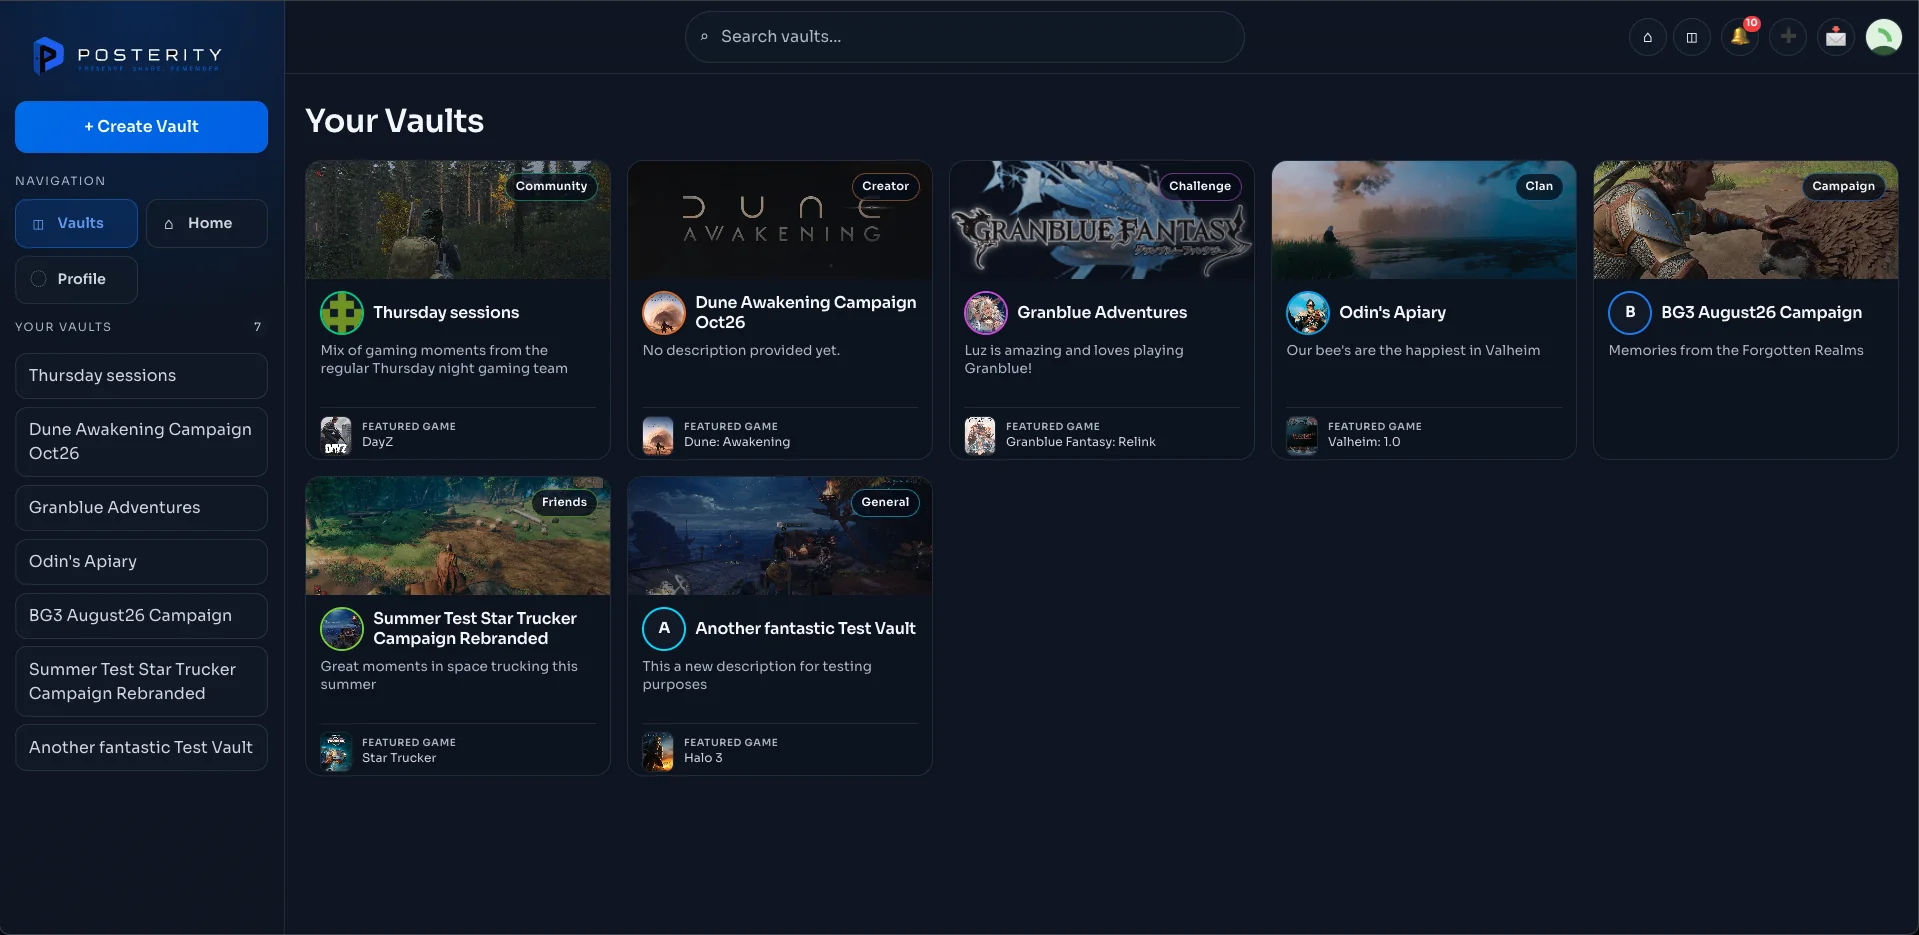 POSTERITY
PRESERVE. SHARE. REMEMBER.
Search vaults...
10
+ Create Vault
NAVIGATION
Vaults
Home
Profile
YOUR VAULTS
7
Thursday sessions
Dune Awakening Campaign
Oct26
Granblue Adventures
Odin's Apiary
BG3 August26 Campaign
Summer Test Star Trucker
Campaign Rebranded
Another fantastic Test Vault
Your Vaults
Community
Thursday sessions
Mix of gaming moments from the
regular Thursday night gaming team
FEATURED GAME
DAYZ
DayZ
Creator
DUNE
AWAKENING
Dune Awakening Campaign
Oct26
No description provided yet.
FEATURED GAME
Dune: Awakening
Challenge
GRANBLUE FANTASY
Granblue Adventures
Luz is amazing and loves playing
Granblue!
FEATURED GAME
Granblue Fantasy: Relink
Clan
Odin's Apiary
Our bee's are the happiest in Valheim
FEATURED GAME
Valheim: 1.0
Campaign
B
BG3 August26 Campaign
Memories from the Forgotten Realms
Friends
Summer Test Star Trucker
Campaign Rebranded
Great moments in space trucking this
summer
FEATURED GAME
Star Trucker
General
A
Another fantastic Test Vault
This a new description for testing
purposes
FEATURED GAME
Halo 3